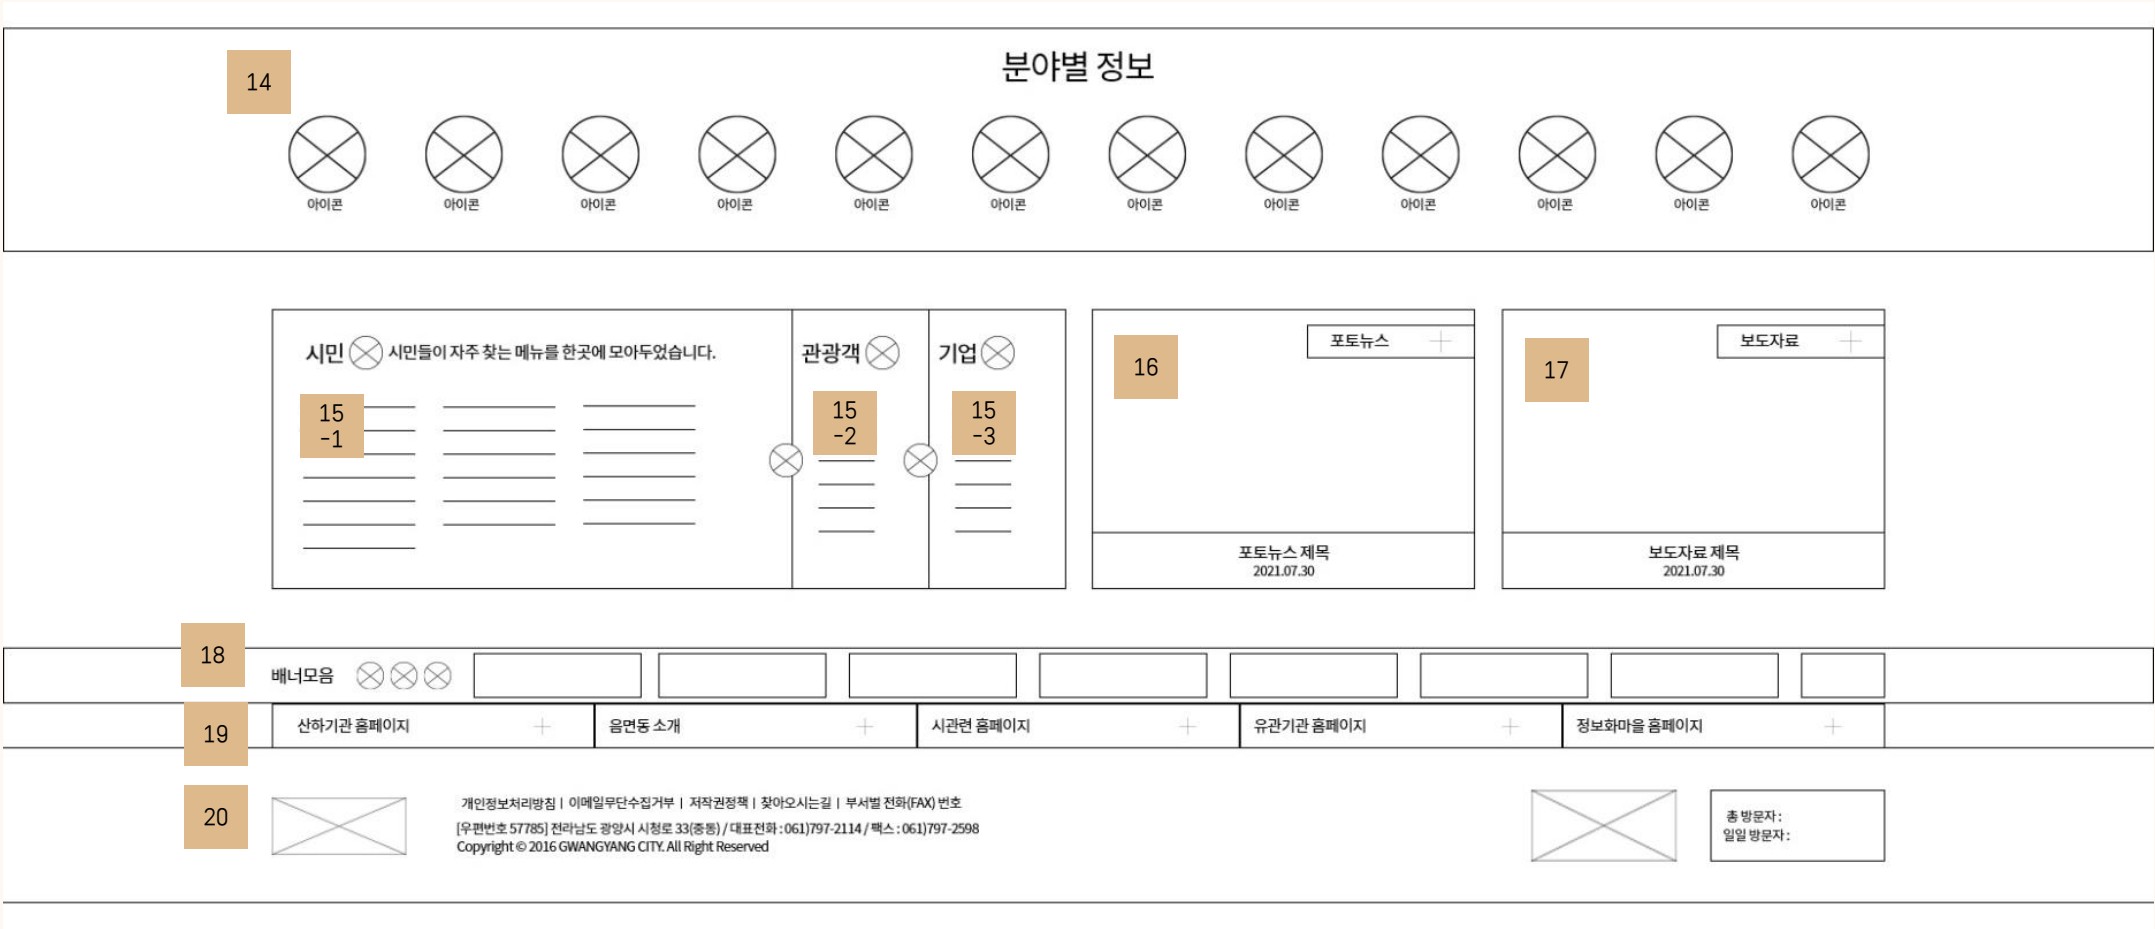 14
분야별 정보
아이콘
아이콘
아이콘
아이콘
아이콘
아이콘
아이콘
아이콘
아이콘
아이콘
아이콘
아이콘
시민 시민들이 자주 찾는 메뉴를 한곳에 모아두었습니다.
15
-1
관광객
15
-2
기업
15
-3
16
포토뉴스
포토뉴스 제목
2021.07.30
17
보도자료
보도자료 제목
2021.07.30
18
배너모음
19
산하기관 홈페이지
읍면동 소개
시관련 홈페이지
유관기관 홈페이지
정보화마을 홈페이지
20
개인정보처리방침 | 이메일무단수집거부 | 저작권정책 | 찾아오시는길 | 부서별 전화(FAX) 번호
[우편번호 57785] 전라남도 광양시 시청로 33(중동) / 대표전화 : 061)797-2114 / 팩스 : 061)797-2598
Copyright © 2016 GWANGYANG CITY. All Right Reserved
총 방문자 :
일일 방문자 :